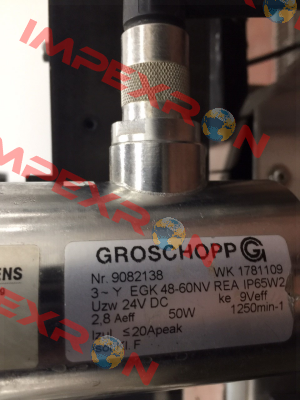 IMPEXRON
IMPEXRON
IMPEXRON
GROSCHOPP
Nr. 9082138 WK 1781109
3~ Y EGK 48-60NV REA IP65W2
Uzw 24V DC ke 9Veff
2,8 Aeff 50W 1250min-1
Izul ≤20Apeak
ENS